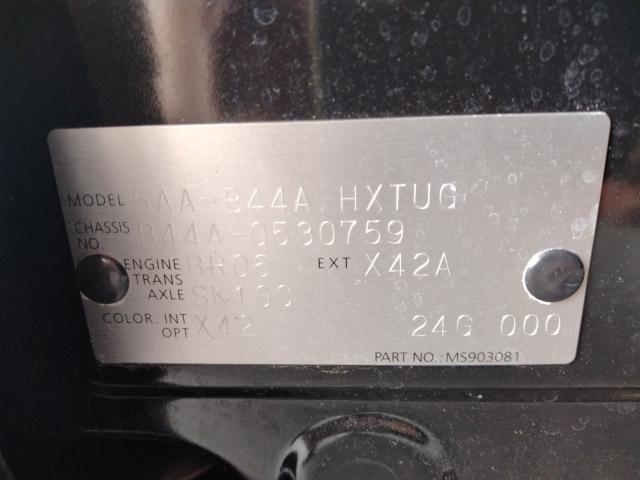 MODEL 5AA-B44A HXTUG
CHASSIS NO. B44A-0530759
ENGINE BR06 EXT X42A
TRANS AXLE SK100
COLOR. INT OPT X42 24G 000
PART NO.: MS903081